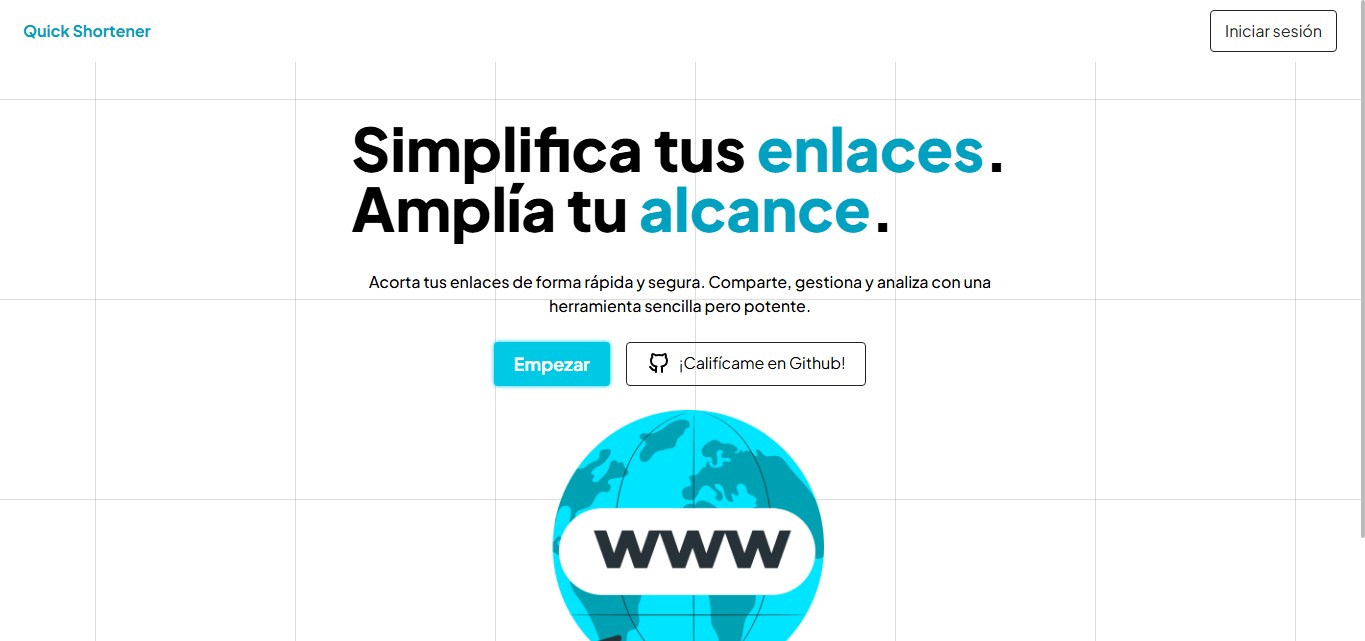 Quick Shortener
Iniciar sesión
Simplifica tus enlaces.
Amplía tu alcance.
Acorta tus enlaces de forma rápida y segura. Comparte, gestiona y analiza con una
herramienta sencilla pero potente.
Empezar
¡Califícame en Github!
WWW